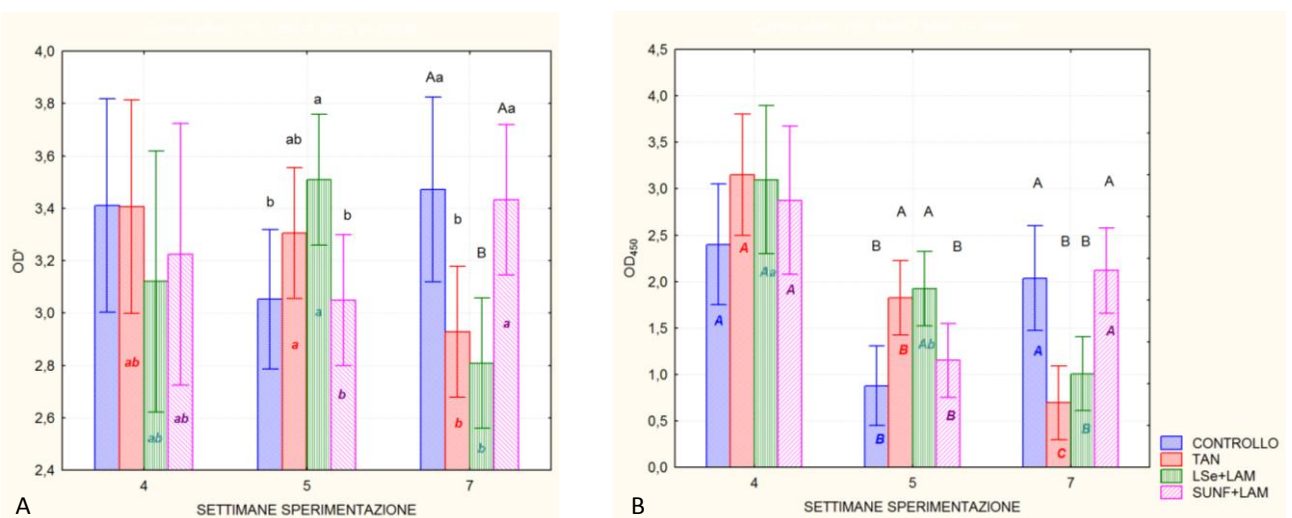 4,0
3,8
3,6
3,4
3,2
3,0
2,8
2,6
2,4
OD'
Aa
Aa
a
ab
b
b
b
B
ab
ab
ab
a
a
b
b
b
a
4 5 7
A SETTIMANE SPERIMENTAZIONE
4,5
4,0
3,5
3,0
2,5
2,0
1,5
1,0
0,5
0,0
OD450
B A A B
A B B A
A A Aa A
B B Ab B
A C B A
4 5 7
B SETTIMANE SPERIMENTAZIONE
CONTROLLO
TAN
LSe+LAM
SUNF+LAM